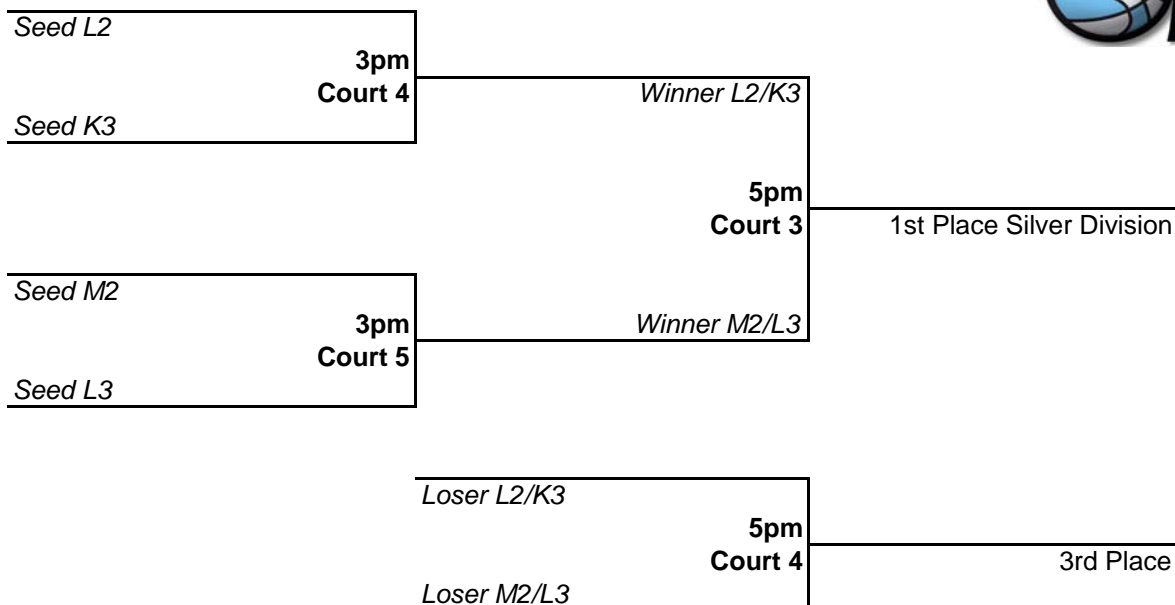 Seed L2
3pm
Court 4
Winner L2/K3
Seed K3
5pm
Court 3
1st Place Silver Division
Seed M2
3pm
Winner M2/L3
Court 5
Seed L3
Loser L2/K3
5pm
Court 4
3rd Place
Loser M2/L3